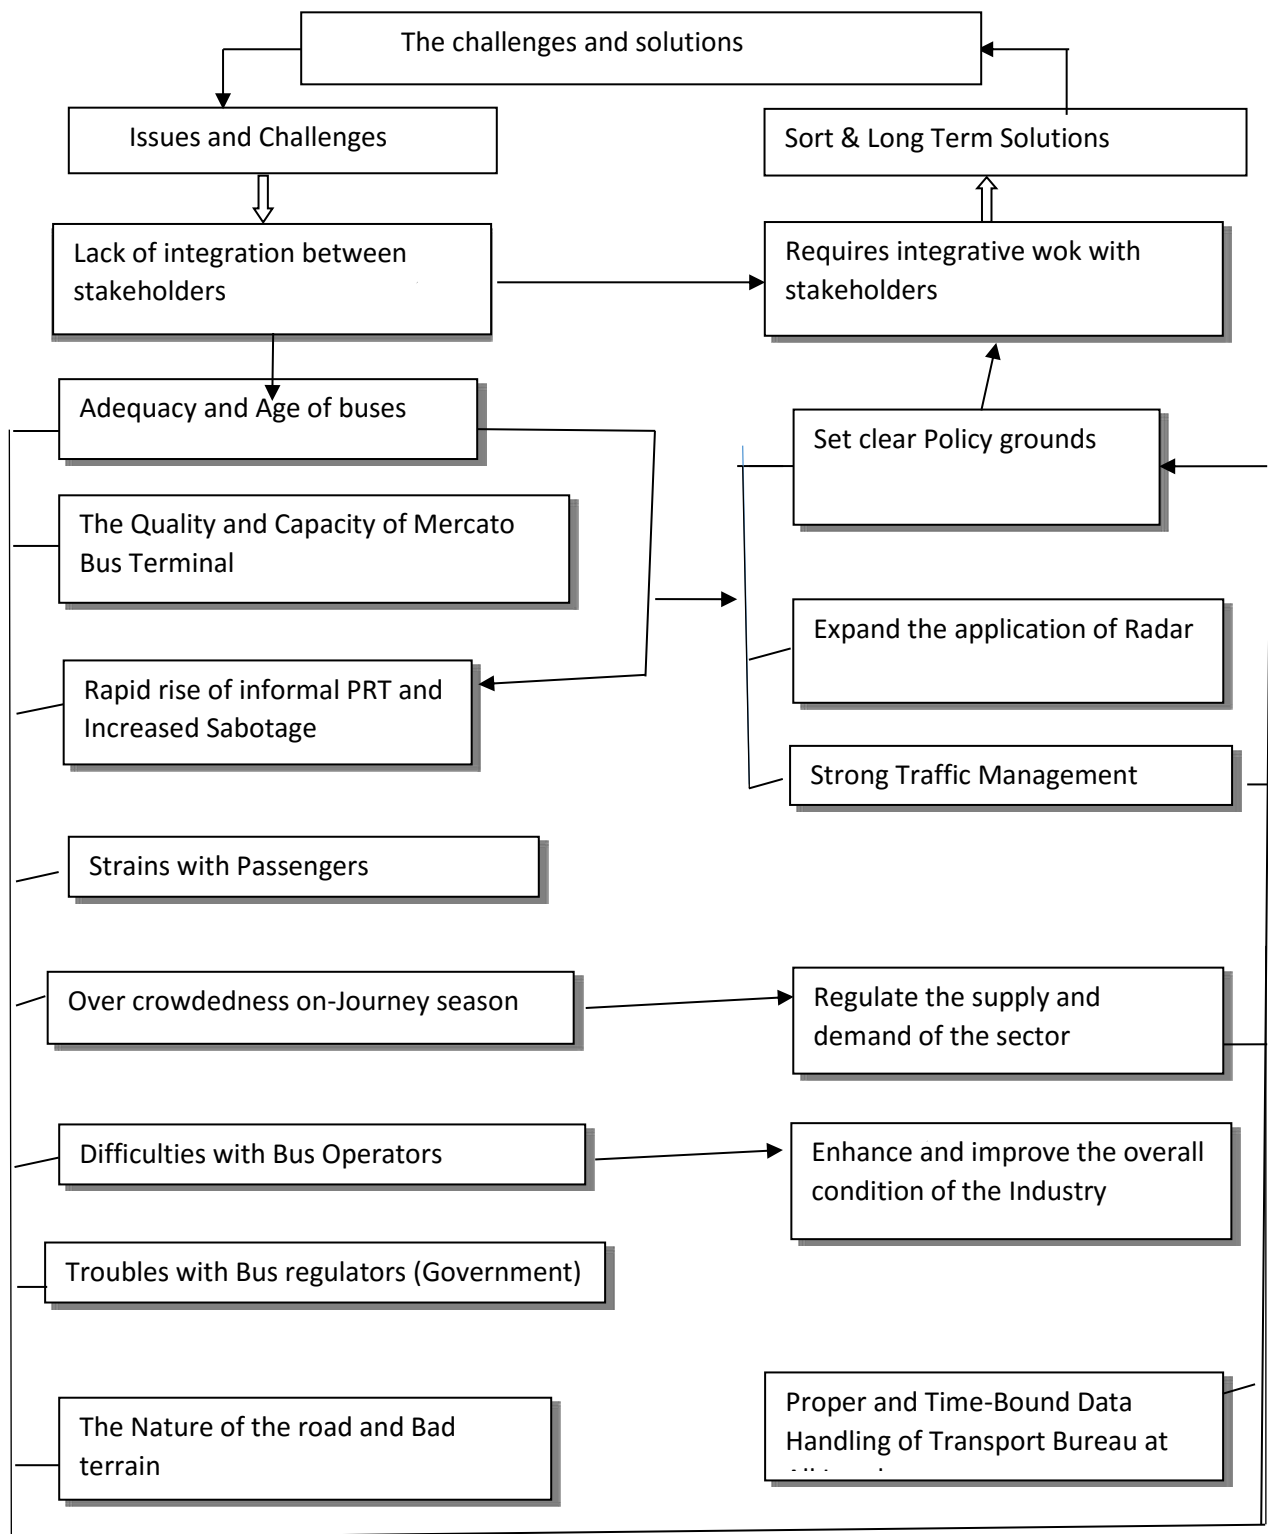 The challenges and solutions
Issues and Challenges
Sort & Long Term Solutions
Lack of integration between
stakeholders
Requires integrative wok with
stakeholders
Adequacy and Age of buses
Set clear Policy grounds
The Quality and Capacity of Mercato
Bus Terminal
Expand the application of Radar
Rapid rise of informal PRT and
Increased Sabotage
Strong Traffic Management
Strains with Passengers
Over crowdedness on-Journey season
Regulate the supply and
demand of the sector
Difficulties with Bus Operators
Enhance and improve the overall
condition of the Industry
Troubles with Bus regulators (Government)
The Nature of the road and Bad
terrain
Proper and Time-Bound Data
Handling of Transport Bureau at